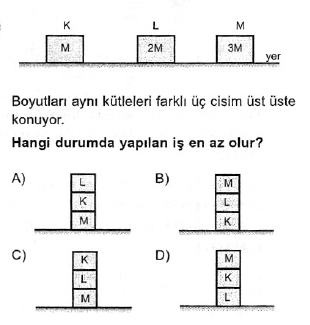 K L M
M 2M 3M
yer
Boyutları aynı kütleleri farklı üç cisim üst üste
konuyor.
Hangi durumda yapılan iş en az olur?
A) B)
L M
K L
M K
C) D)
K M
L K
M L